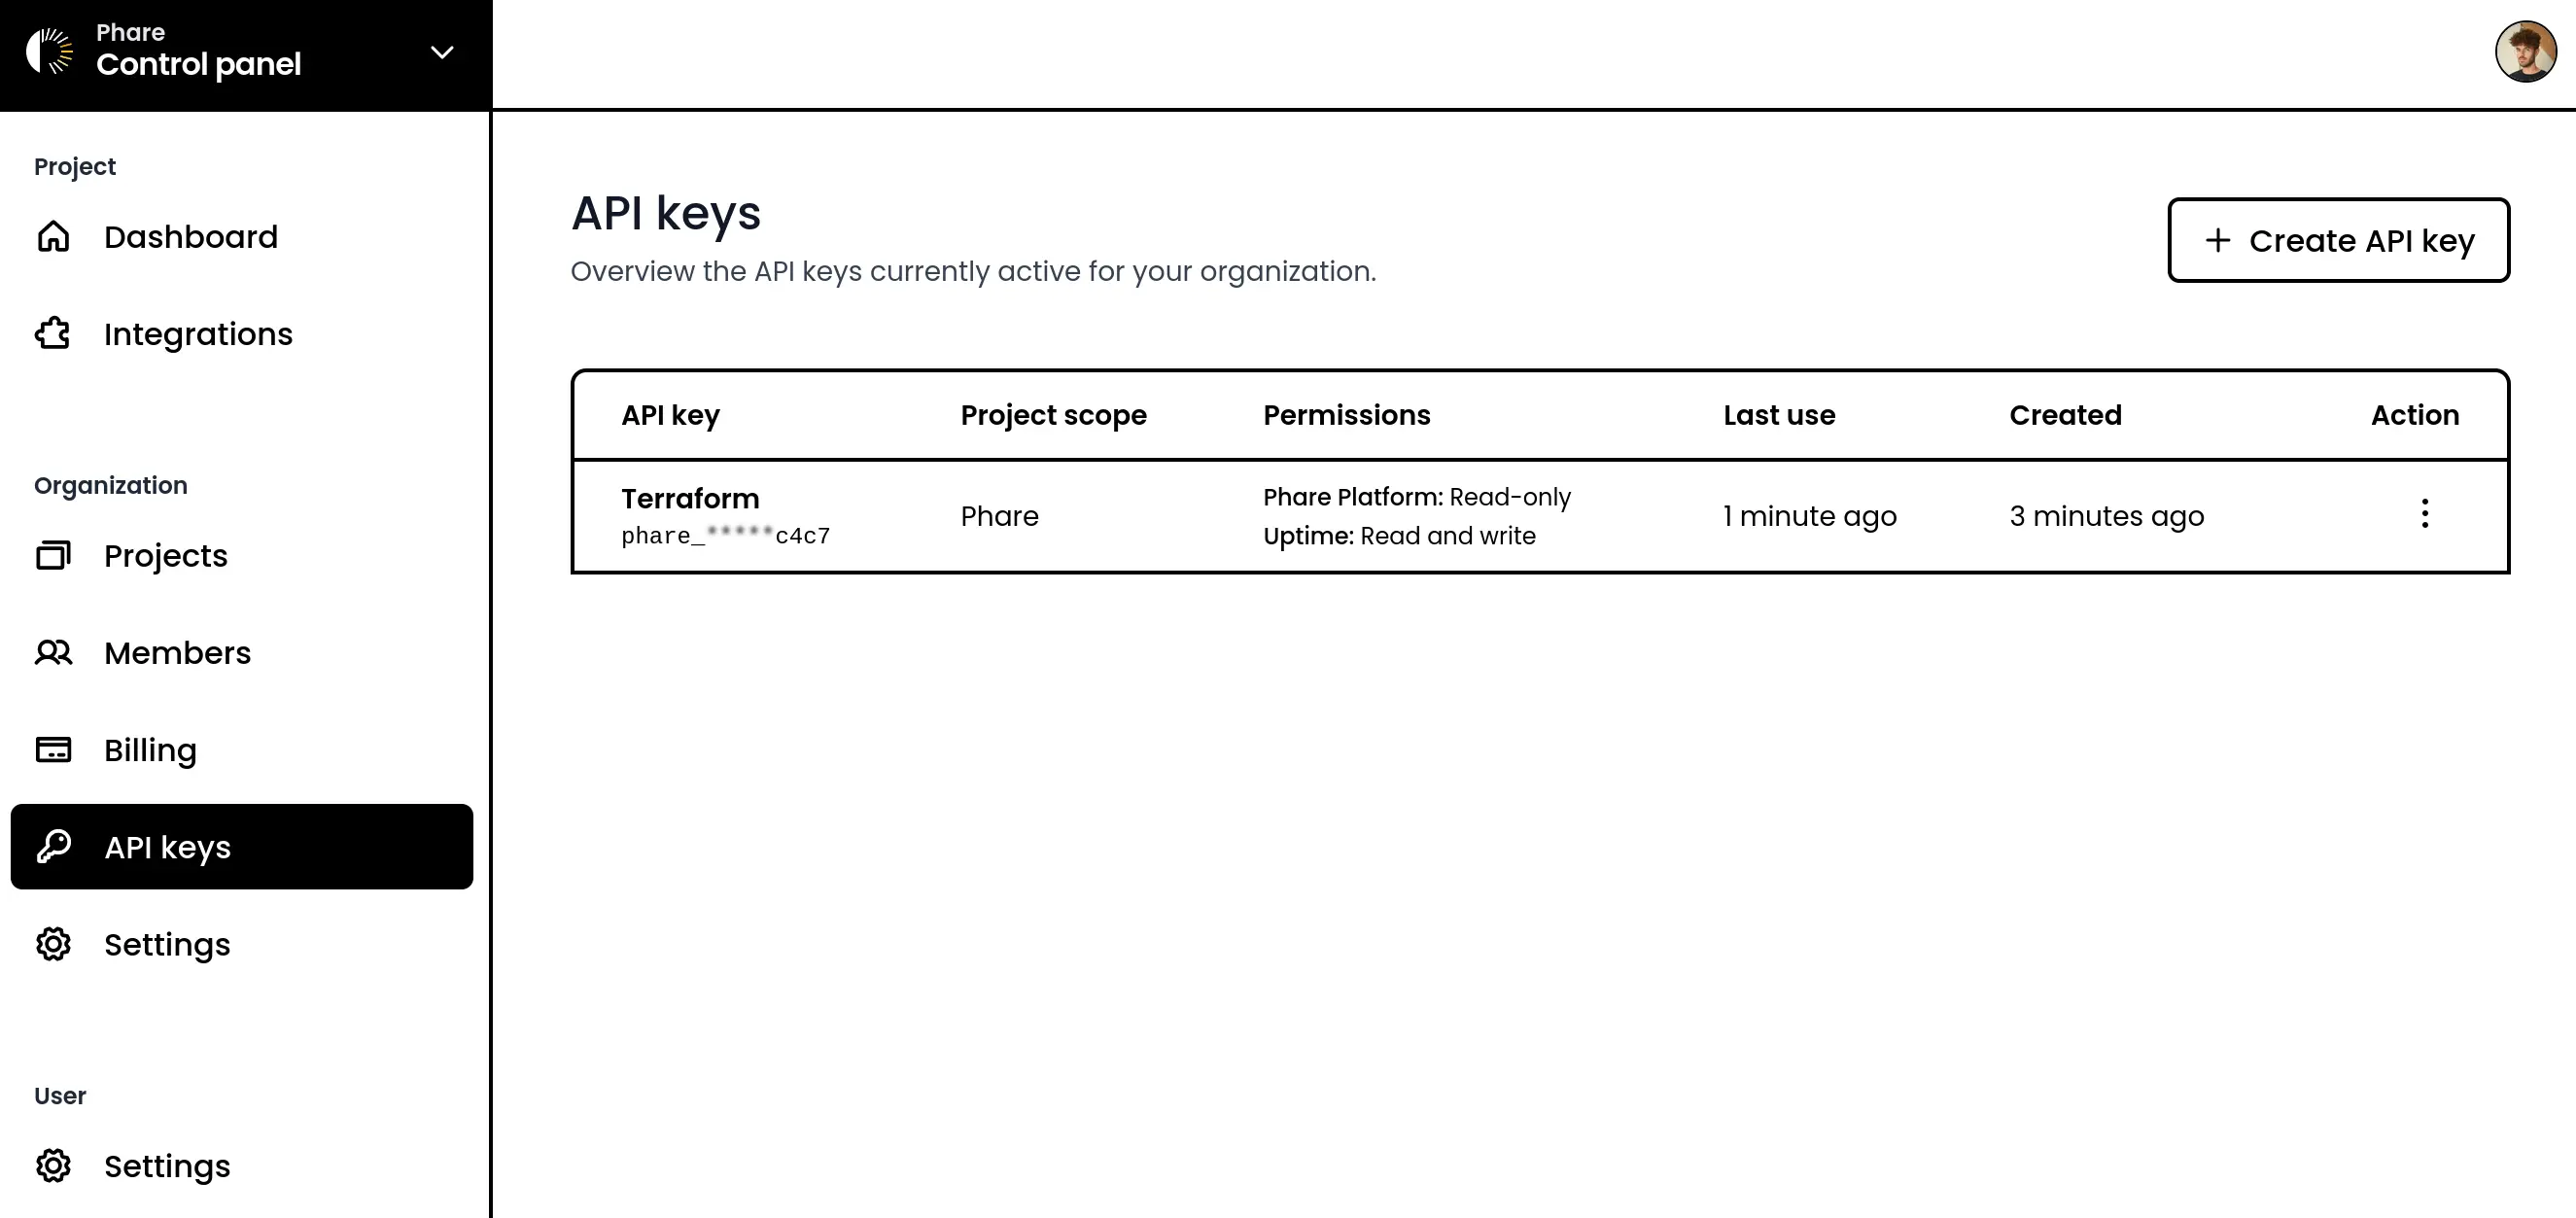 Phare
Control panel
Project
Dashboard
Integrations
Organization
Projects
Members
Billing
API keys
Settings
User
Settings
API keys
Overview the API keys currently active for your organization.
+ Create API key
API key Project scope Permissions Last use Created Action
Terraform
phare_*****c4c7
Phare
Phare Platform: Read-only
Uptime: Read and write
1 minute ago
3 minutes ago